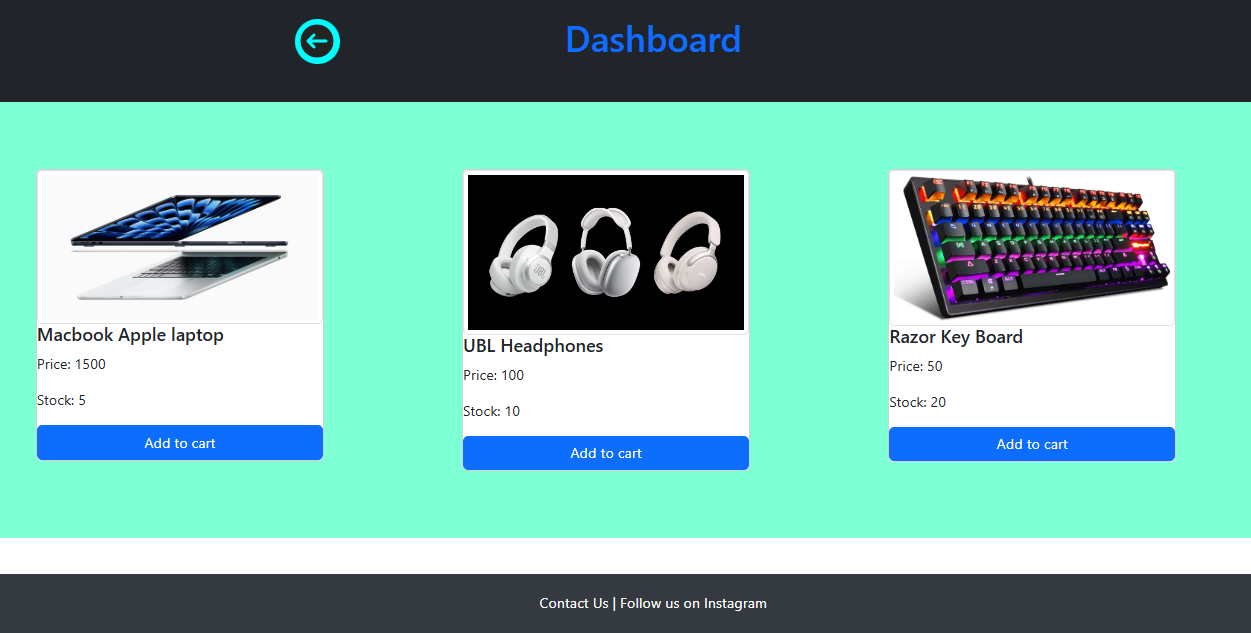 Dashboard
JBL
Macbook Apple laptop
Price: 1500
Stock: 5
Add to cart
UBL Headphones
Price: 100
Stock: 10
Add to cart
Razor Key Board
Price: 50
Stock: 20
Add to cart
Contact Us | Follow us on Instagram